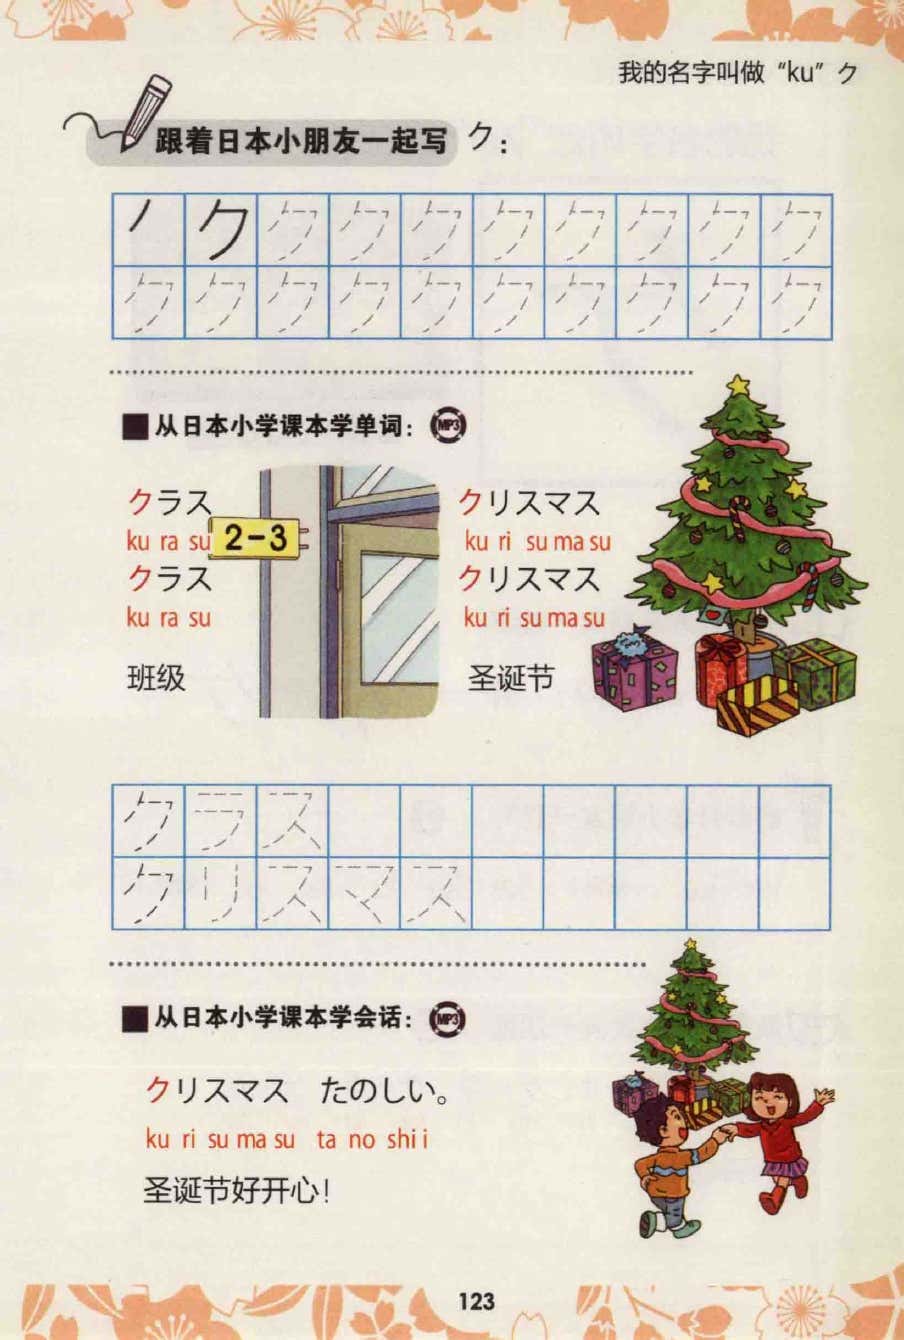 我的名字叫做“ku”ク
跟着日本小朋友一起写 ク：
ノ ク ク ク ク ク ク ク ク ク
ク ク ク ク ク ク ク ク ク ク
■从日本小学课本学单词： MP3
クラス
ku ra su
クラス
ku ra su
班级
2-3
クリスマス
ku ri su ma su
クリスマス
ku ri su ma su
圣诞节
クラス
クリスマス
■从日本小学课本学会话： MP3
クリスマス　たのしい。
ku ri su ma su ta no shi i
圣诞节好开心！
123